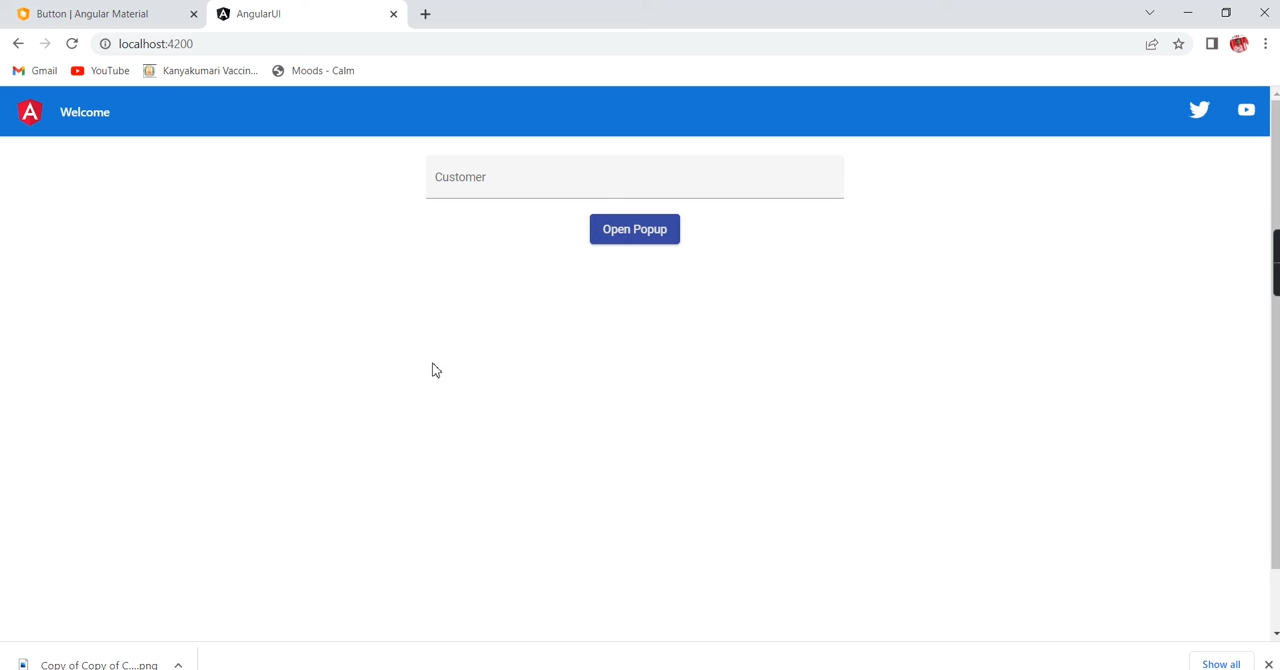 Button | Angular Material
AngularUI
localhost:4200
Gmail
YouTube
Kanyakumari Vaccin...
Moods - Calm
Welcome
Customer
Open Popup
Copy of Copy of C....png
Show all